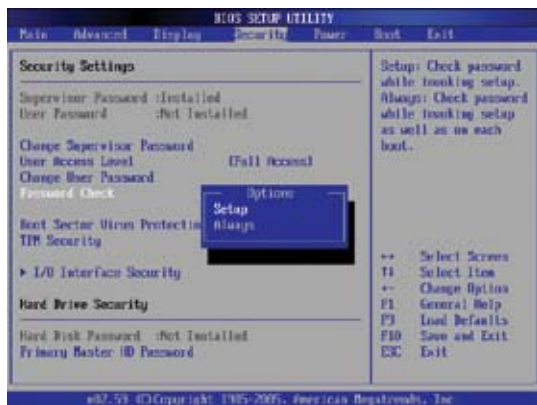 BIOS SETUP UTILITY
Main Advanced Display Security Power Boot Exit
Security Settings
Supervisor Password :Installed
User Password :Not Installed
Change Supervisor Password
User Access Level [Full Access]
Change User Password
Password Check
Boot Sector Virus Protectio
TPM Security
▶ I/O Interface Security
Hard Drive Security
Hard Disk Password :Not Installed
Primary Master HD Password
Options
Setup
Always
Setup: Check password
while invoking setup.
Always: Check password
while invoking setup
as well as on each
boot.
↔ Select Screen
↑↓ Select Item
+- Change Option
F1 General Help
F9 Load Defaults
F10 Save and Exit
ESC Exit
v02.59 (C)Copyright 1985-2005, American Megatrends, Inc